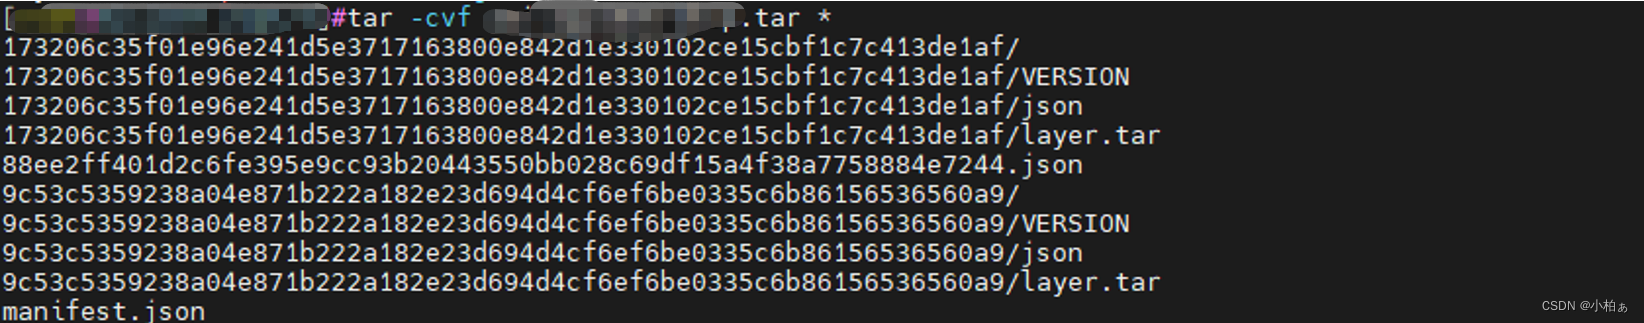 [#tar -cvf .tar *
173206c35f01e96e241d5e3717163800e842d1e330102ce15cbf1c7c413de1af/
173206c35f01e96e241d5e3717163800e842d1e330102ce15cbf1c7c413de1af/VERSION
173206c35f01e96e241d5e3717163800e842d1e330102ce15cbf1c7c413de1af/json
173206c35f01e96e241d5e3717163800e842d1e330102ce15cbf1c7c413de1af/layer.tar
88ee2ff401d2c6fe395e9cc93b20443550bb028c69df15a4f38a7758884e7244.json
9c53c5359238a04e871b222a182e23d694d4cf6ef6be0335c6b86156536560a9/
9c53c5359238a04e871b222a182e23d694d4cf6ef6be0335c6b86156536560a9/VERSION
9c53c5359238a04e871b222a182e23d694d4cf6ef6be0335c6b86156536560a9/json
9c53c5359238a04e871b222a182e23d694d4cf6ef6be0335c6b86156536560a9/layer.tar
manifest.json
CSDN @小柏ぁ